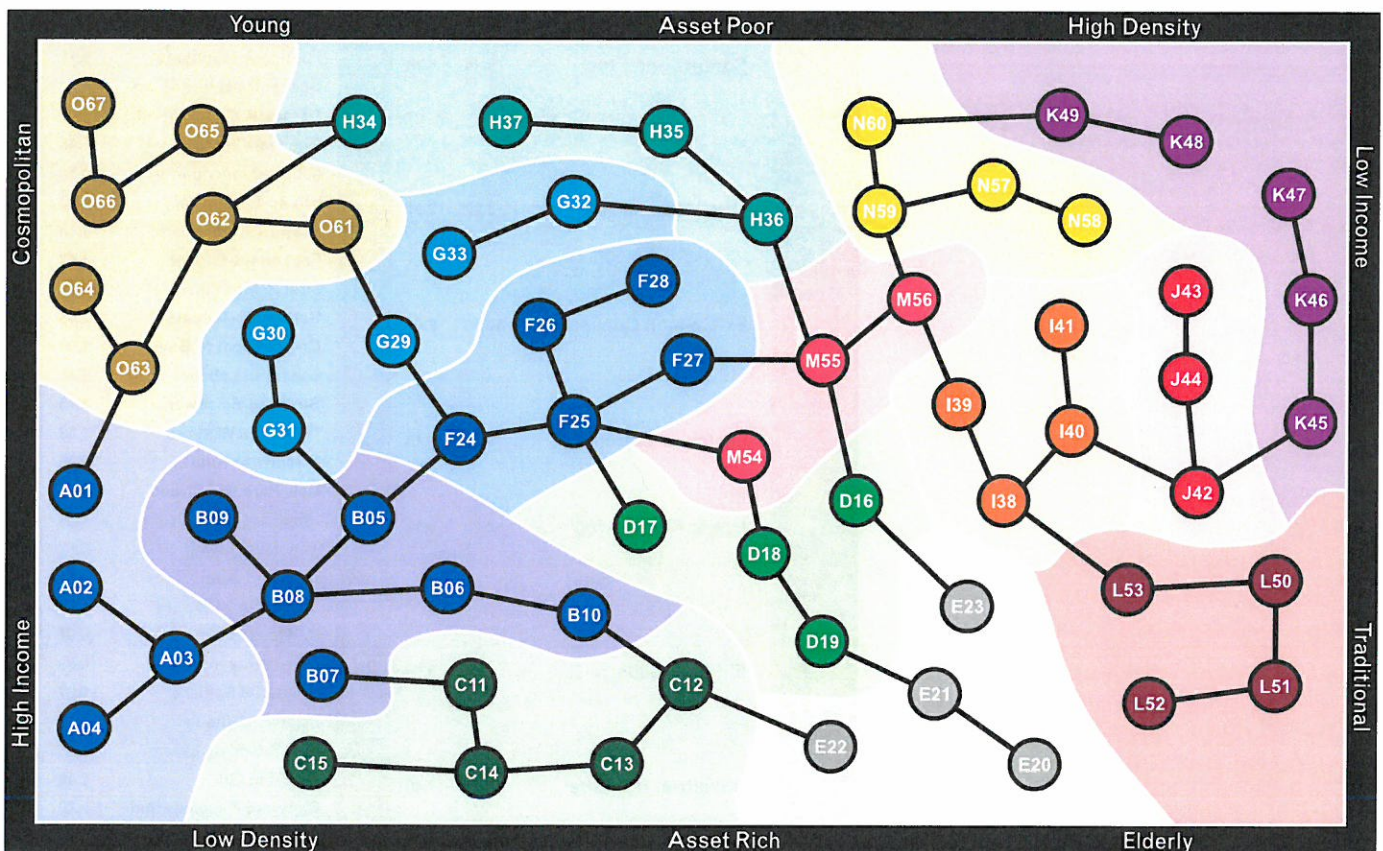 Young Asset Poor High Density
Cosmopolitan
High Income
Low Income
Traditional
O67 O65 H34 H37 H35 N60 K49 K48
O66 O62 O61 G32 H36 N59 N57 N58 K47
G33
O64 F28 M56 J43 K46
O63 G30 G29 F26 F27 M55 I41 J44
G31 F24 F25 M54 I39 I40 K45
A01 B09 B05 D17 D16 I38 J42
A02 B08 B06 B10 D18 E23 L53 L50
A03 B07 C11 C12 D19 E21 L52 L51
A04 C15 C14 C13 E22 E20
Low Density Asset Rich Elderly